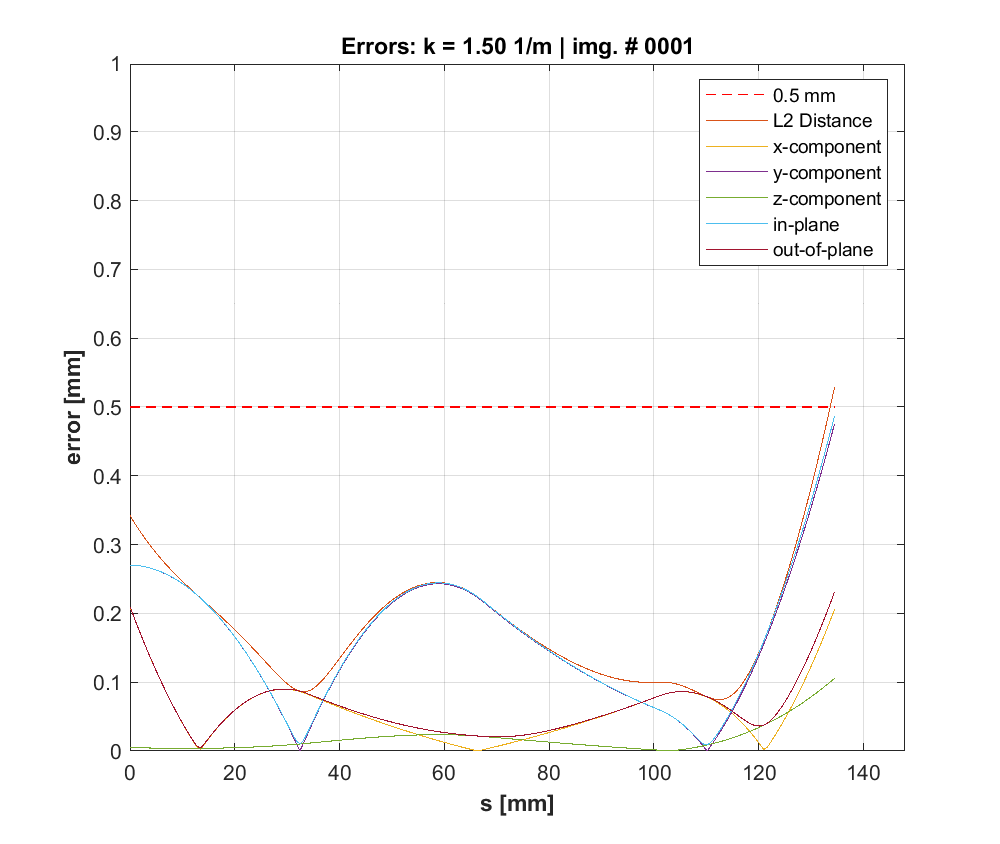 Errors: k = 1.50 1/m | img. # 0001
1
0.9
0.8
0.7
0.6
0.5
0.4
0.3
0.2
0.1
0
error [mm]
0.5 mm
L2 Distance
x-component
y-component
z-component
in-plane
out-of-plane
0 20 40 60 80 100 120 140
s [mm]